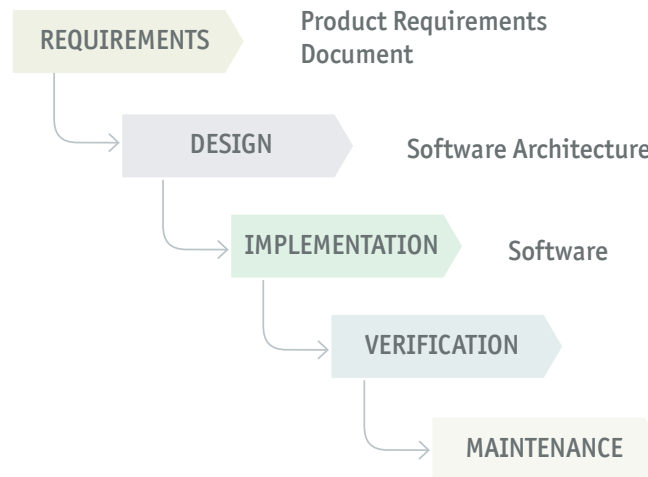 REQUIREMENTS
Product Requirements
Document
DESIGN
Software Architecture
IMPLEMENTATION
Software
VERIFICATION
MAINTENANCE